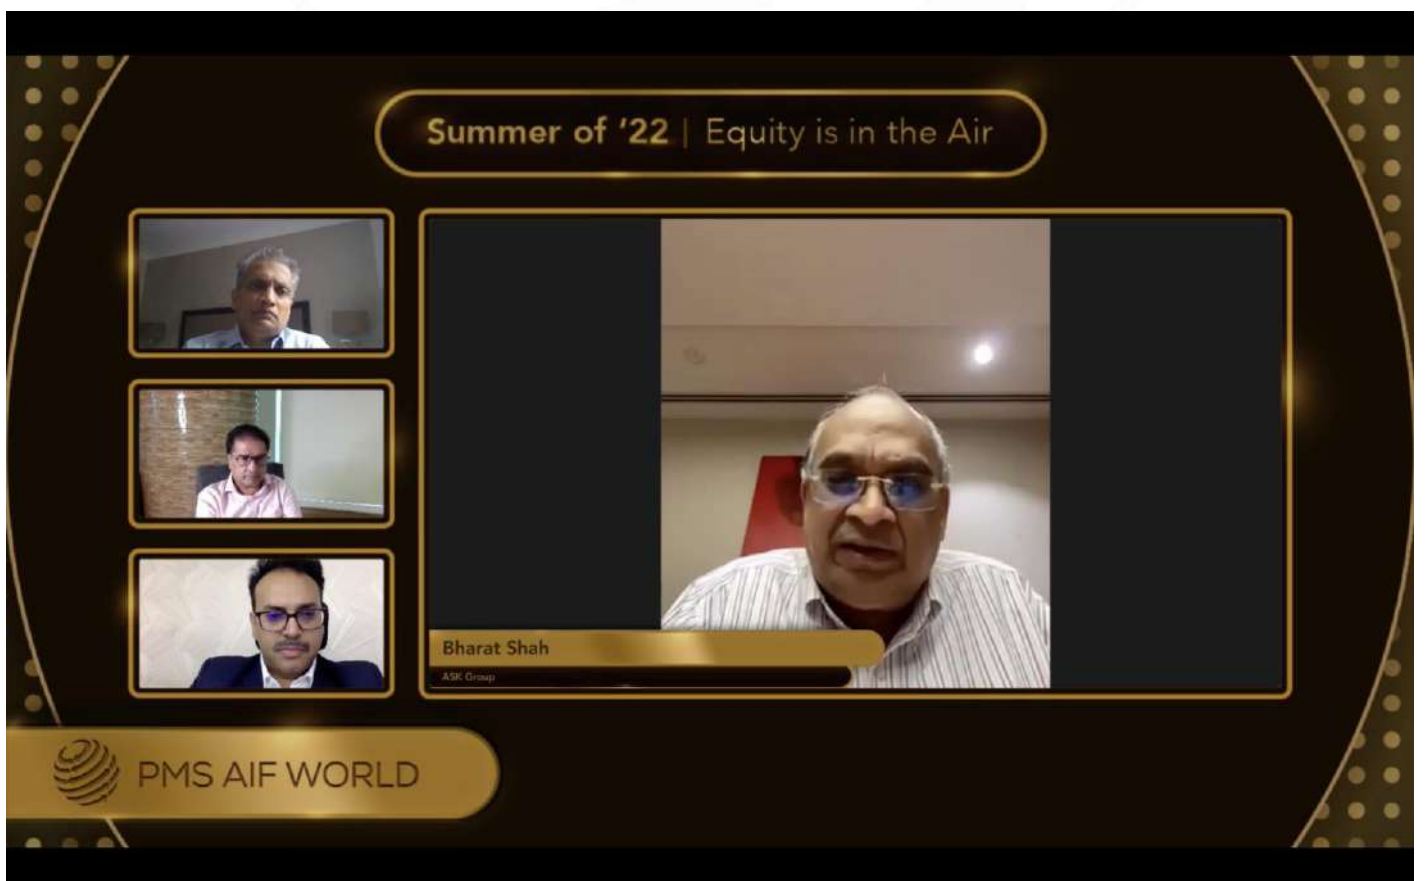 Summer of ‘22 | Equity is in the Air
Bharat Shah
ASK Group
PMS AIF WORLD